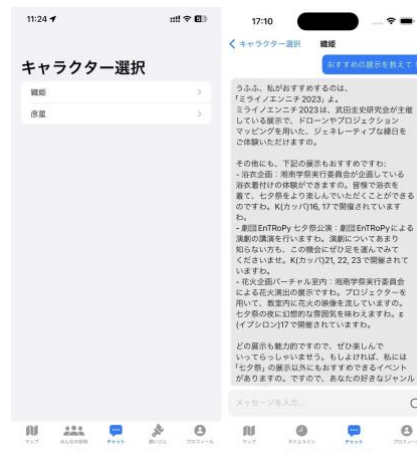 11:24
キャラクター選択
織姫
彦星
マップ
みんなの投稿
チャット
願いごと
プロフィール
17:10
キャラクター選択
織姫
おすすめの展示を教えて！
うふふ、私がおすすめするのは、
「ミライノエンニチ2023」よ。
ミライノエンニチ2023は、武田圭史研究会が主催
している展示で、ドローンやプロジェクション
マッピングを用いた、ジェネレーティブな縁日を
ご体験いただけますの。
その他にも、下記の展示もおすすめですわ:
- 浴衣企画：湘南学祭実行委員会が企画している
浴衣着付けの体験ができますの。皆様で浴衣を
着て、七夕祭をより楽しんでいただくことができる
のですわ。K(カッパ)16, 17で開催されています
わ。
- 劇団EnTRoPy 七夕祭公演：劇団EnTRoPyによる
演劇の講演を行いますわ。演劇についてあまり
知らない方も、この機会にぜひ足を運んでみて
くださいませ。K(カッパ)21, 22, 23で開催されて
いますわ。
- 花火企画バーチャル室内：湘南学祭実行委員会
による花火演出の展示ですわ。プロジェクターを
用いて、教室内に花火の映像を流していますの。
七夕祭の夜に幻想的な雰囲気を味わえますわ。ε
(イプシロン)17で開催されていますわ。
どの展示も魅力的ですので、ぜひ楽しんで
いってらっしゃいませう。もしよければ、私には
「七夕祭」の展示以外にもおすすめできるイベント
がありますの。ですので、あなたの好きなジャンル
メッセージを入力...
マップ
タイムライン
チャット
プロフィール